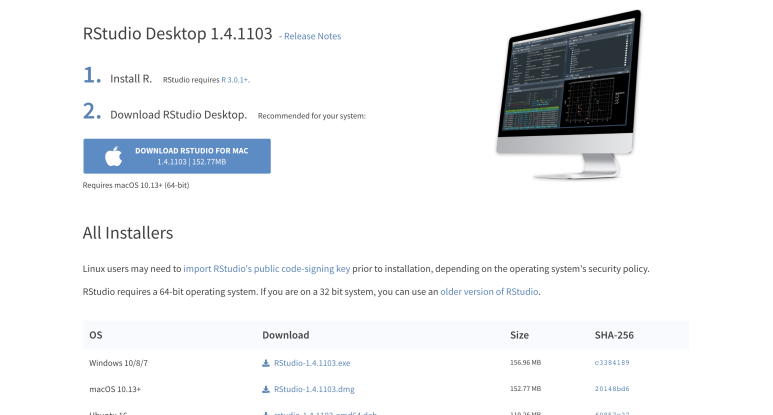 RStudio Desktop 1.4.1103 - Release Notes
1. Install R. RStudio requires R 3.0.1+.
2. Download RStudio Desktop. Recommended for your system:
DOWNLOAD RSTUDIO FOR MAC
1.4.1103 | 152.77MB
Requires macOS 10.13+ (64-bit)
All Installers
Linux users may need to import RStudio's public code-signing key prior to installation, depending on the operating system's security policy.
RStudio requires a 64-bit operating system. If you are on a 32 bit system, you can use an older version of RStudio.
OS Download Size SHA-256
Windows 10/8/7 RStudio-1.4.1103.exe 156.96 MB c3384189
macOS 10.13+ RStudio-1.4.1103.dmg 152.77 MB 20148bd6